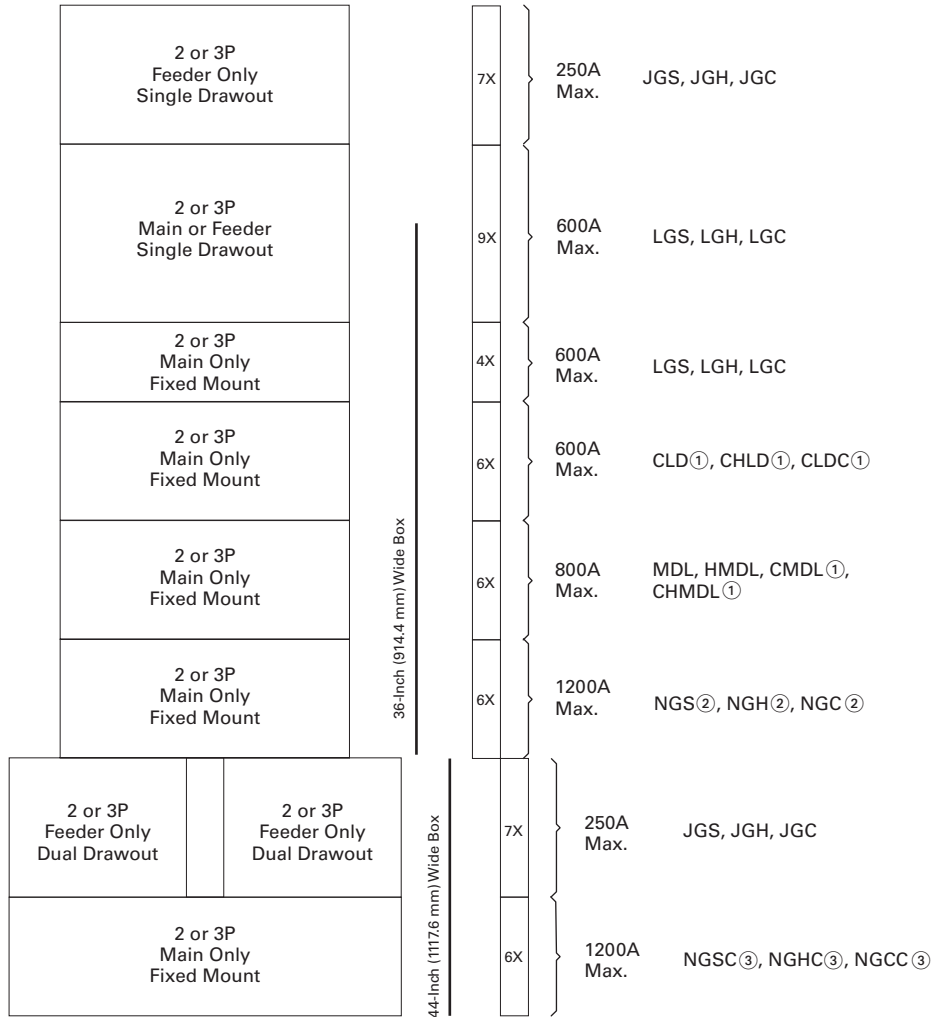 2 or 3P
Feeder Only
Single Drawout
7X
250A
Max.
JGS, JGH, JGC
2 or 3P
Main or Feeder
Single Drawout
9X
600A
Max.
LGS, LGH, LGC
2 or 3P
Main Only
Fixed Mount
4X
600A
Max.
LGS, LGH, LGC
2 or 3P
Main Only
Fixed Mount
6X
600A
Max.
CLD①, CHLD①, CLDC①
2 or 3P
Main Only
Fixed Mount
6X
800A
Max.
MDL, HMDL, CMDL①,
CHMDL①
2 or 3P
Main Only
Fixed Mount
6X
1200A
Max.
NGS②, NGH②, NGC②
36-Inch (914.4 mm) Wide Box
2 or 3P
Feeder Only
Dual Drawout
2 or 3P
Feeder Only
Dual Drawout
7X
250A
Max.
JGS, JGH, JGC
2 or 3P
Main Only
Fixed Mount
6X
1200A
Max.
NGSC③, NGHC③, NGCC③
44-Inch (1117.6 mm) Wide Box